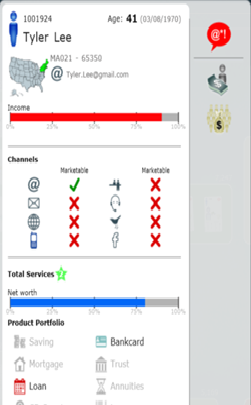 1001924
Age: 41 (03/08/1970)
@*!
Tyler Lee
MA021 - 65350
@ Tyler.Lee@gmail.com
Income
0% 25% 50% 75% 100%
Channels
Marketable Marketable
@
Total Services 2
Net worth
0% 25% 50% 75% 100%
Product Portfolio
Saving Bankcard
Mortgage Trust
Loan Annuities